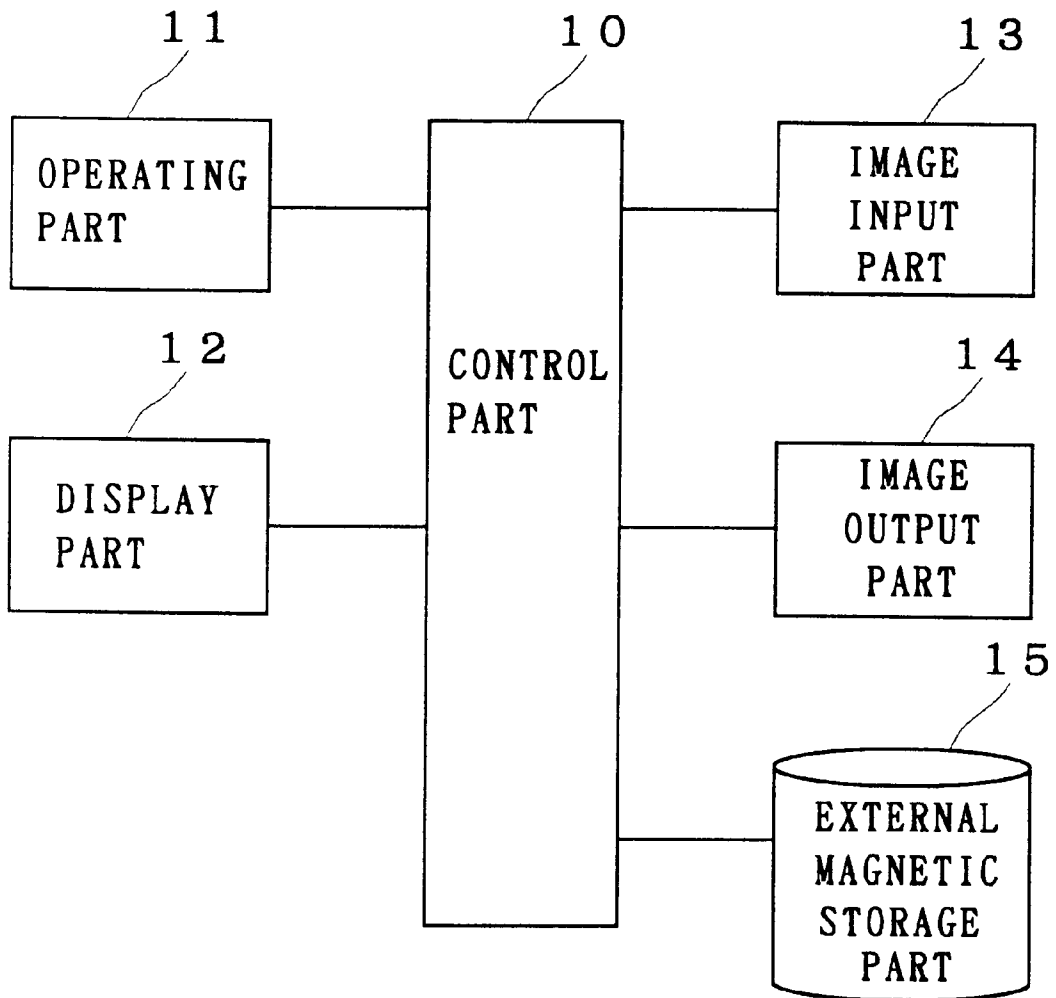 11
10
13
OPERATING
PART
IMAGE
INPUT
PART
12
CONTROL
PART
14
DISPLAY
PART
IMAGE
OUTPUT
PART
15
EXTERNAL
MAGNETIC
STORAGE
PART